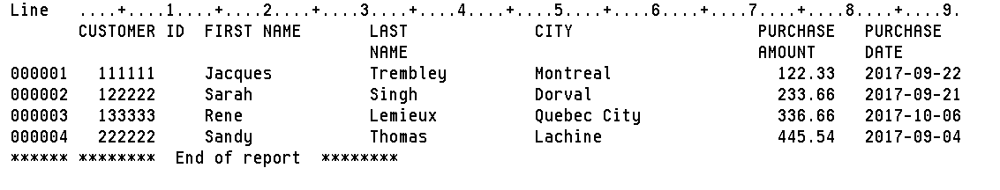 Line   ....+....1....+....2....+....3....+....4....+....5....+....6....+....7....+....8....+....9.
       CUSTOMER ID  FIRST NAME       LAST             CITY                   PURCHASE   PURCHASE
                                     NAME                                    AMOUNT     DATE
000001   111111     Jacques          Trembley         Montreal                 122.33   2017-09-22
000002   122222     Sarah            Singh            Dorval                   233.66   2017-09-21
000003   133333     Rene             Lemieux          Quebec City              336.66   2017-10-06
000004   222222     Sandy            Thomas           Lachine                  445.54   2017-09-04
****** ********  End of report  ********